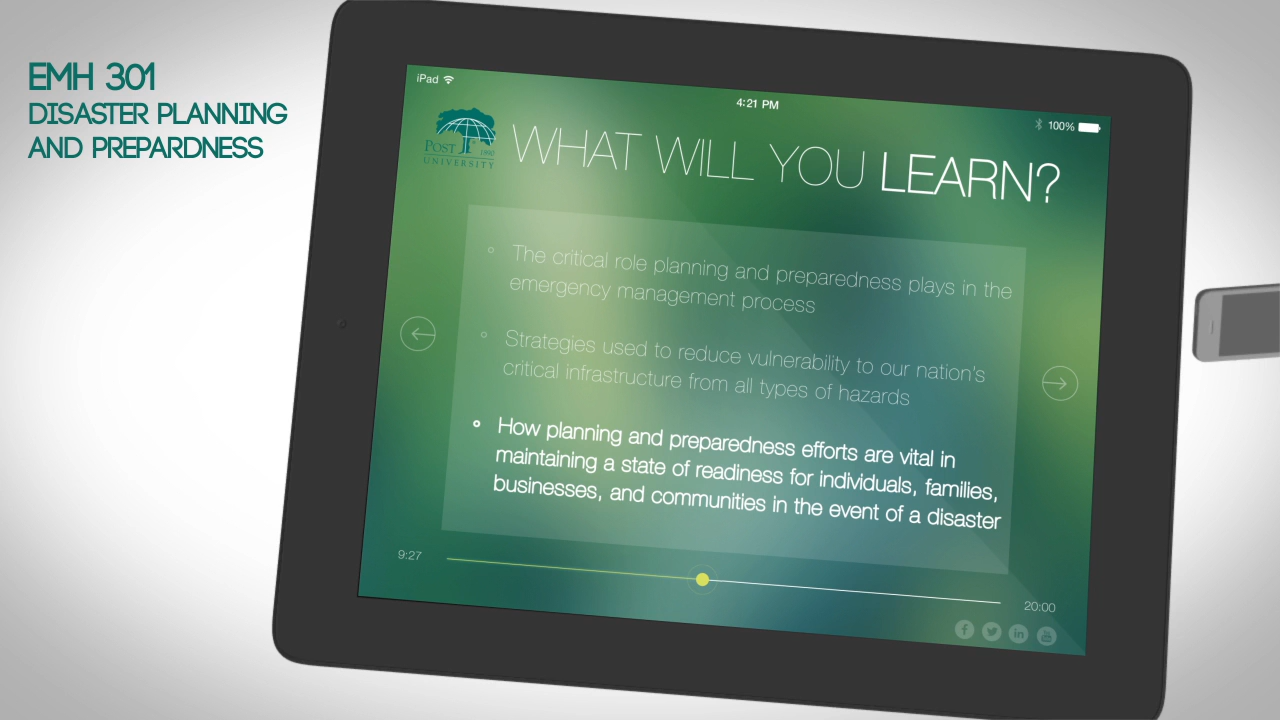 EMH 301
DISASTER PLANNING
AND PREPARDNESS
iPad
4:21 PM
100%
POST
1890
UNIVERSITY
WHAT WILL YOU LEARN?
The critical role planning and preparedness plays in the
emergency management process
Strategies used to reduce vulnerability to our nation's
critical infrastructure from all types of hazards
How planning and preparedness efforts are vital in
maintaining a state of readiness for individuals, families,
businesses, and communities in the event of a disaster
9:27
20:00